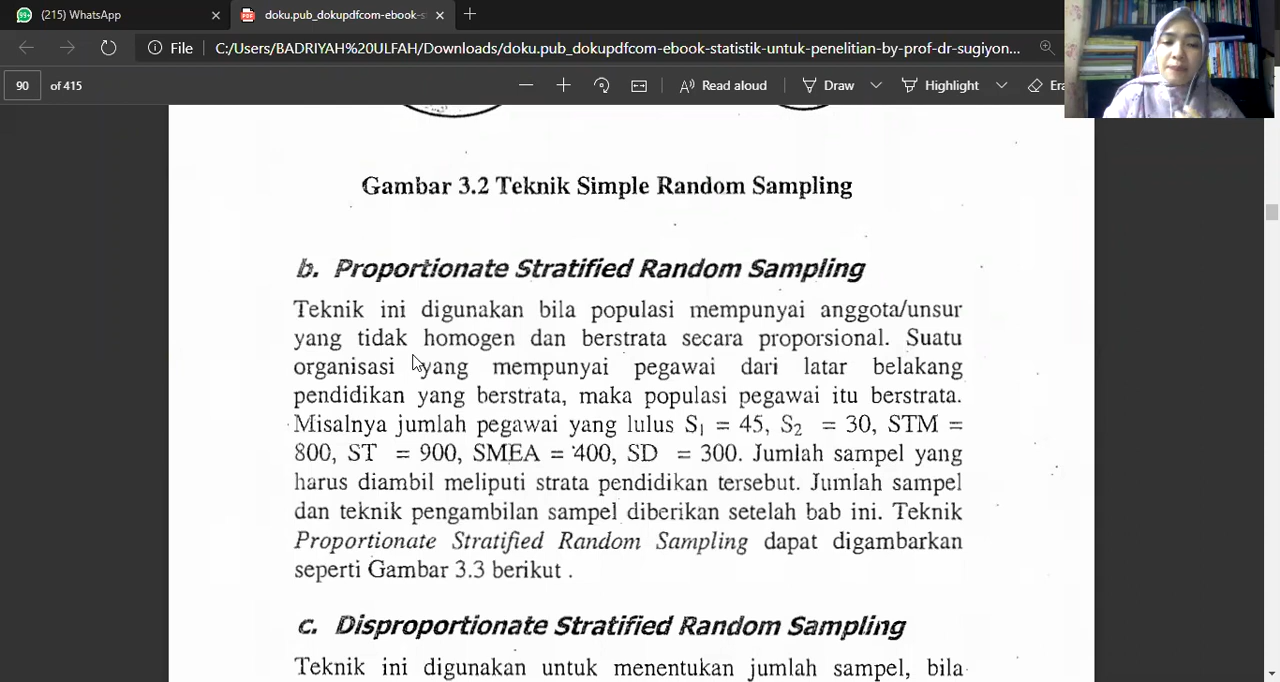 99+
(215) WhatsApp
PDF
doku.pub_dokupdfcom-ebook-s
File
C:/Users/BADRIYAH%20ULFAH/Downloads/doku.pub_dokupdfcom-ebook-statistik-untuk-penelitian-by-prof-dr-sugiyon...
90 of 415
Read aloud
Draw
Highlight
Era
Gambar 3.2 Teknik Simple Random Sampling
b. Proportionate Stratified Random Sampling
Teknik ini digunakan bila populasi mempunyai anggota/unsur
yang tidak homogen dan berstrata secara proporsional. Suatu
organisasi yang mempunyai pegawai dari latar belakang
pendidikan yang berstrata, maka populasi pegawai itu berstrata.
Misalnya jumlah pegawai yang lulus S₁ = 45, S₂ = 30, STM =
800, ST = 900, SMEA = 400, SD = 300. Jumlah sampel yang
harus diambil meliputi strata pendidikan tersebut. Jumlah sampel
dan teknik pengambilan sampel diberikan setelah bab ini. Teknik
Proportionate Stratified Random Sampling dapat digambarkan
seperti Gambar 3.3 berikut .
c. Disproportionate Stratified Random Sampling
Teknik ini digunakan untuk menentukan jumlah sampel, bila